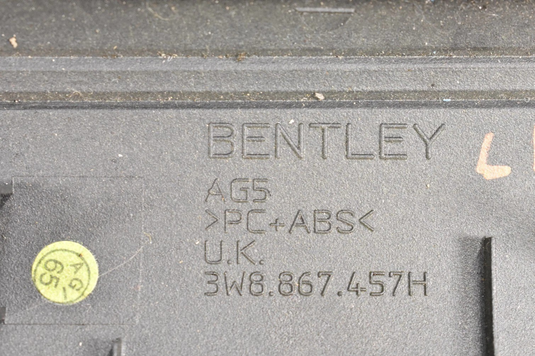 BENTLEY
AG5
>PC+ABS<
U.K.
3W8.867.457H
AG-
65